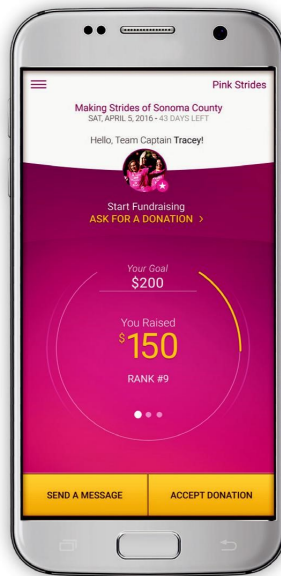 Pink Strides
Making Strides of Sonoma County
SAT, APRIL 5, 2016 • 43 DAYS LEFT
Hello, Team Captain Tracey!
Start Fundraising
ASK FOR A DONATION >
Your Goal
$200
You Raised
$150
RANK #9
SEND A MESSAGE
ACCEPT DONATION